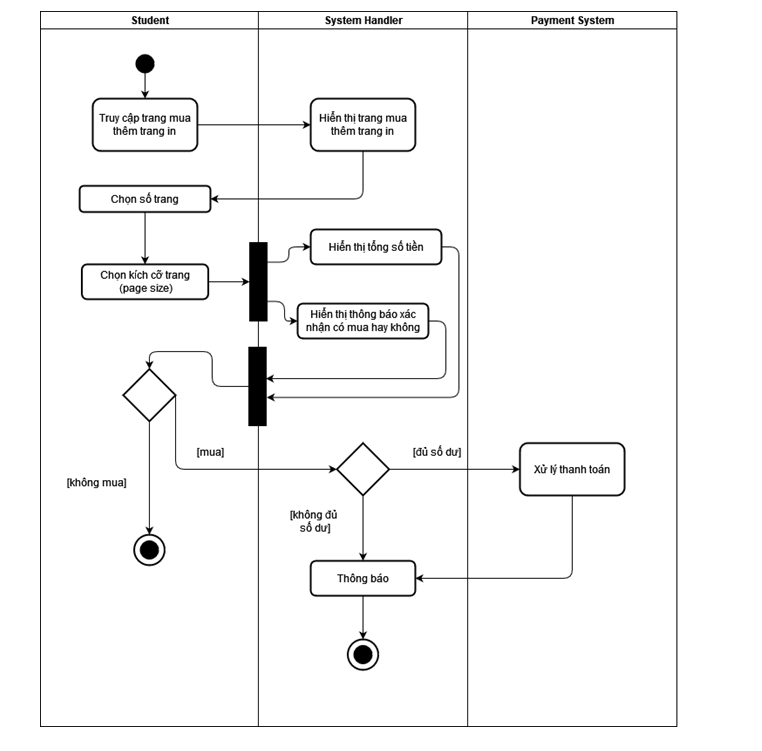 Student
System Handler
Payment System
Truy cập trang mua
thêm trang in
Hiển thị trang mua
thêm trang in
Chọn số trang
Hiển thị tổng số tiền
Chọn kích cỡ trang
(page size)
Hiển thị thông báo xác
nhận có mua hay không
[mua]
[đủ số dư]
Xử lý thanh toán
[không mua]
[không đủ
số dư]
Thông báo